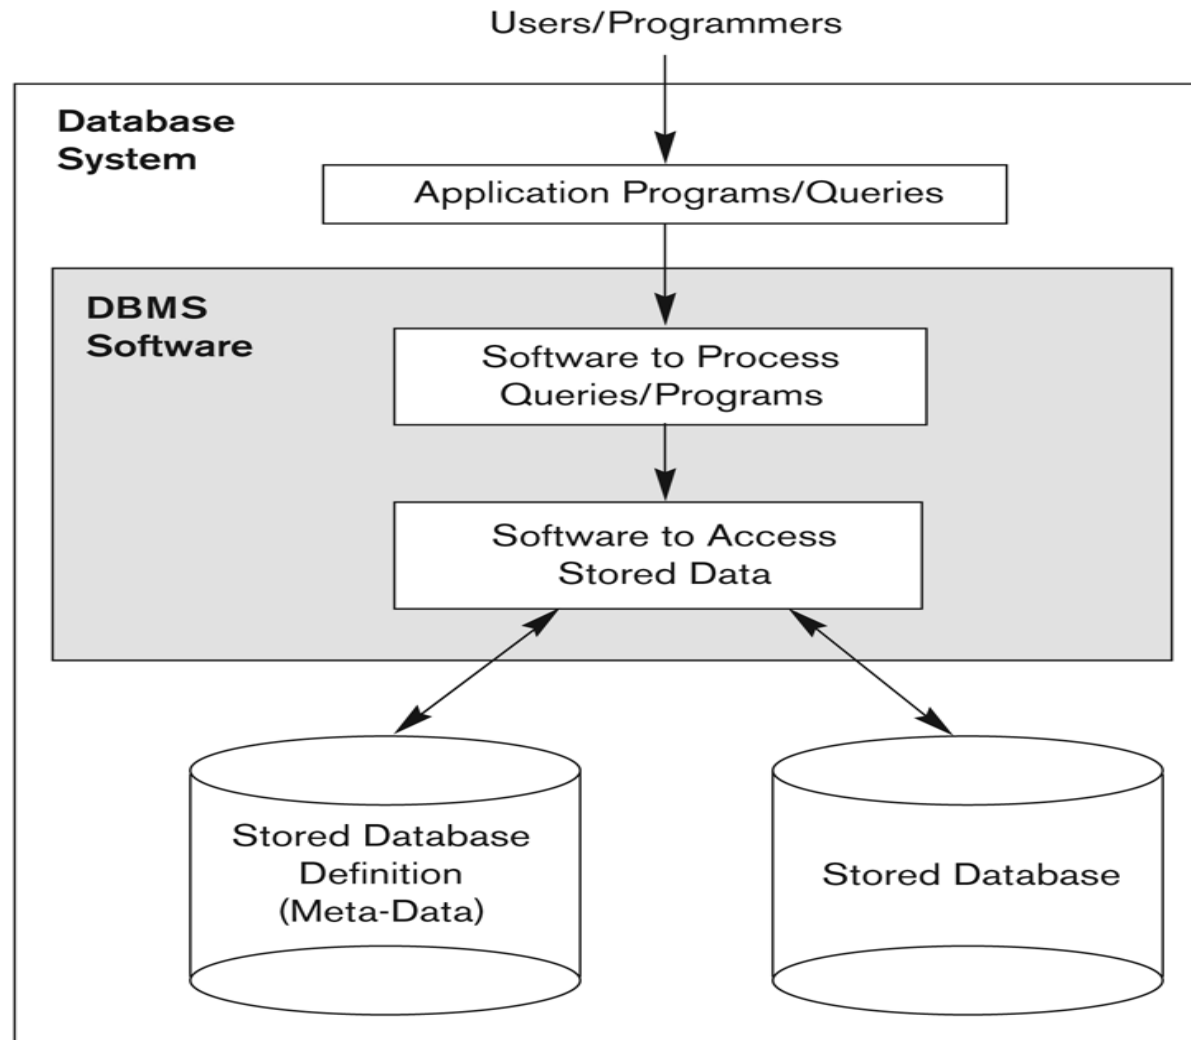 Users/Programmers
Database
System
Application Programs/Queries
DBMS
Software
Software to Process
Queries/Programs
Software to Access
Stored Data
Stored Database
Definition
(Meta-Data)
Stored Database